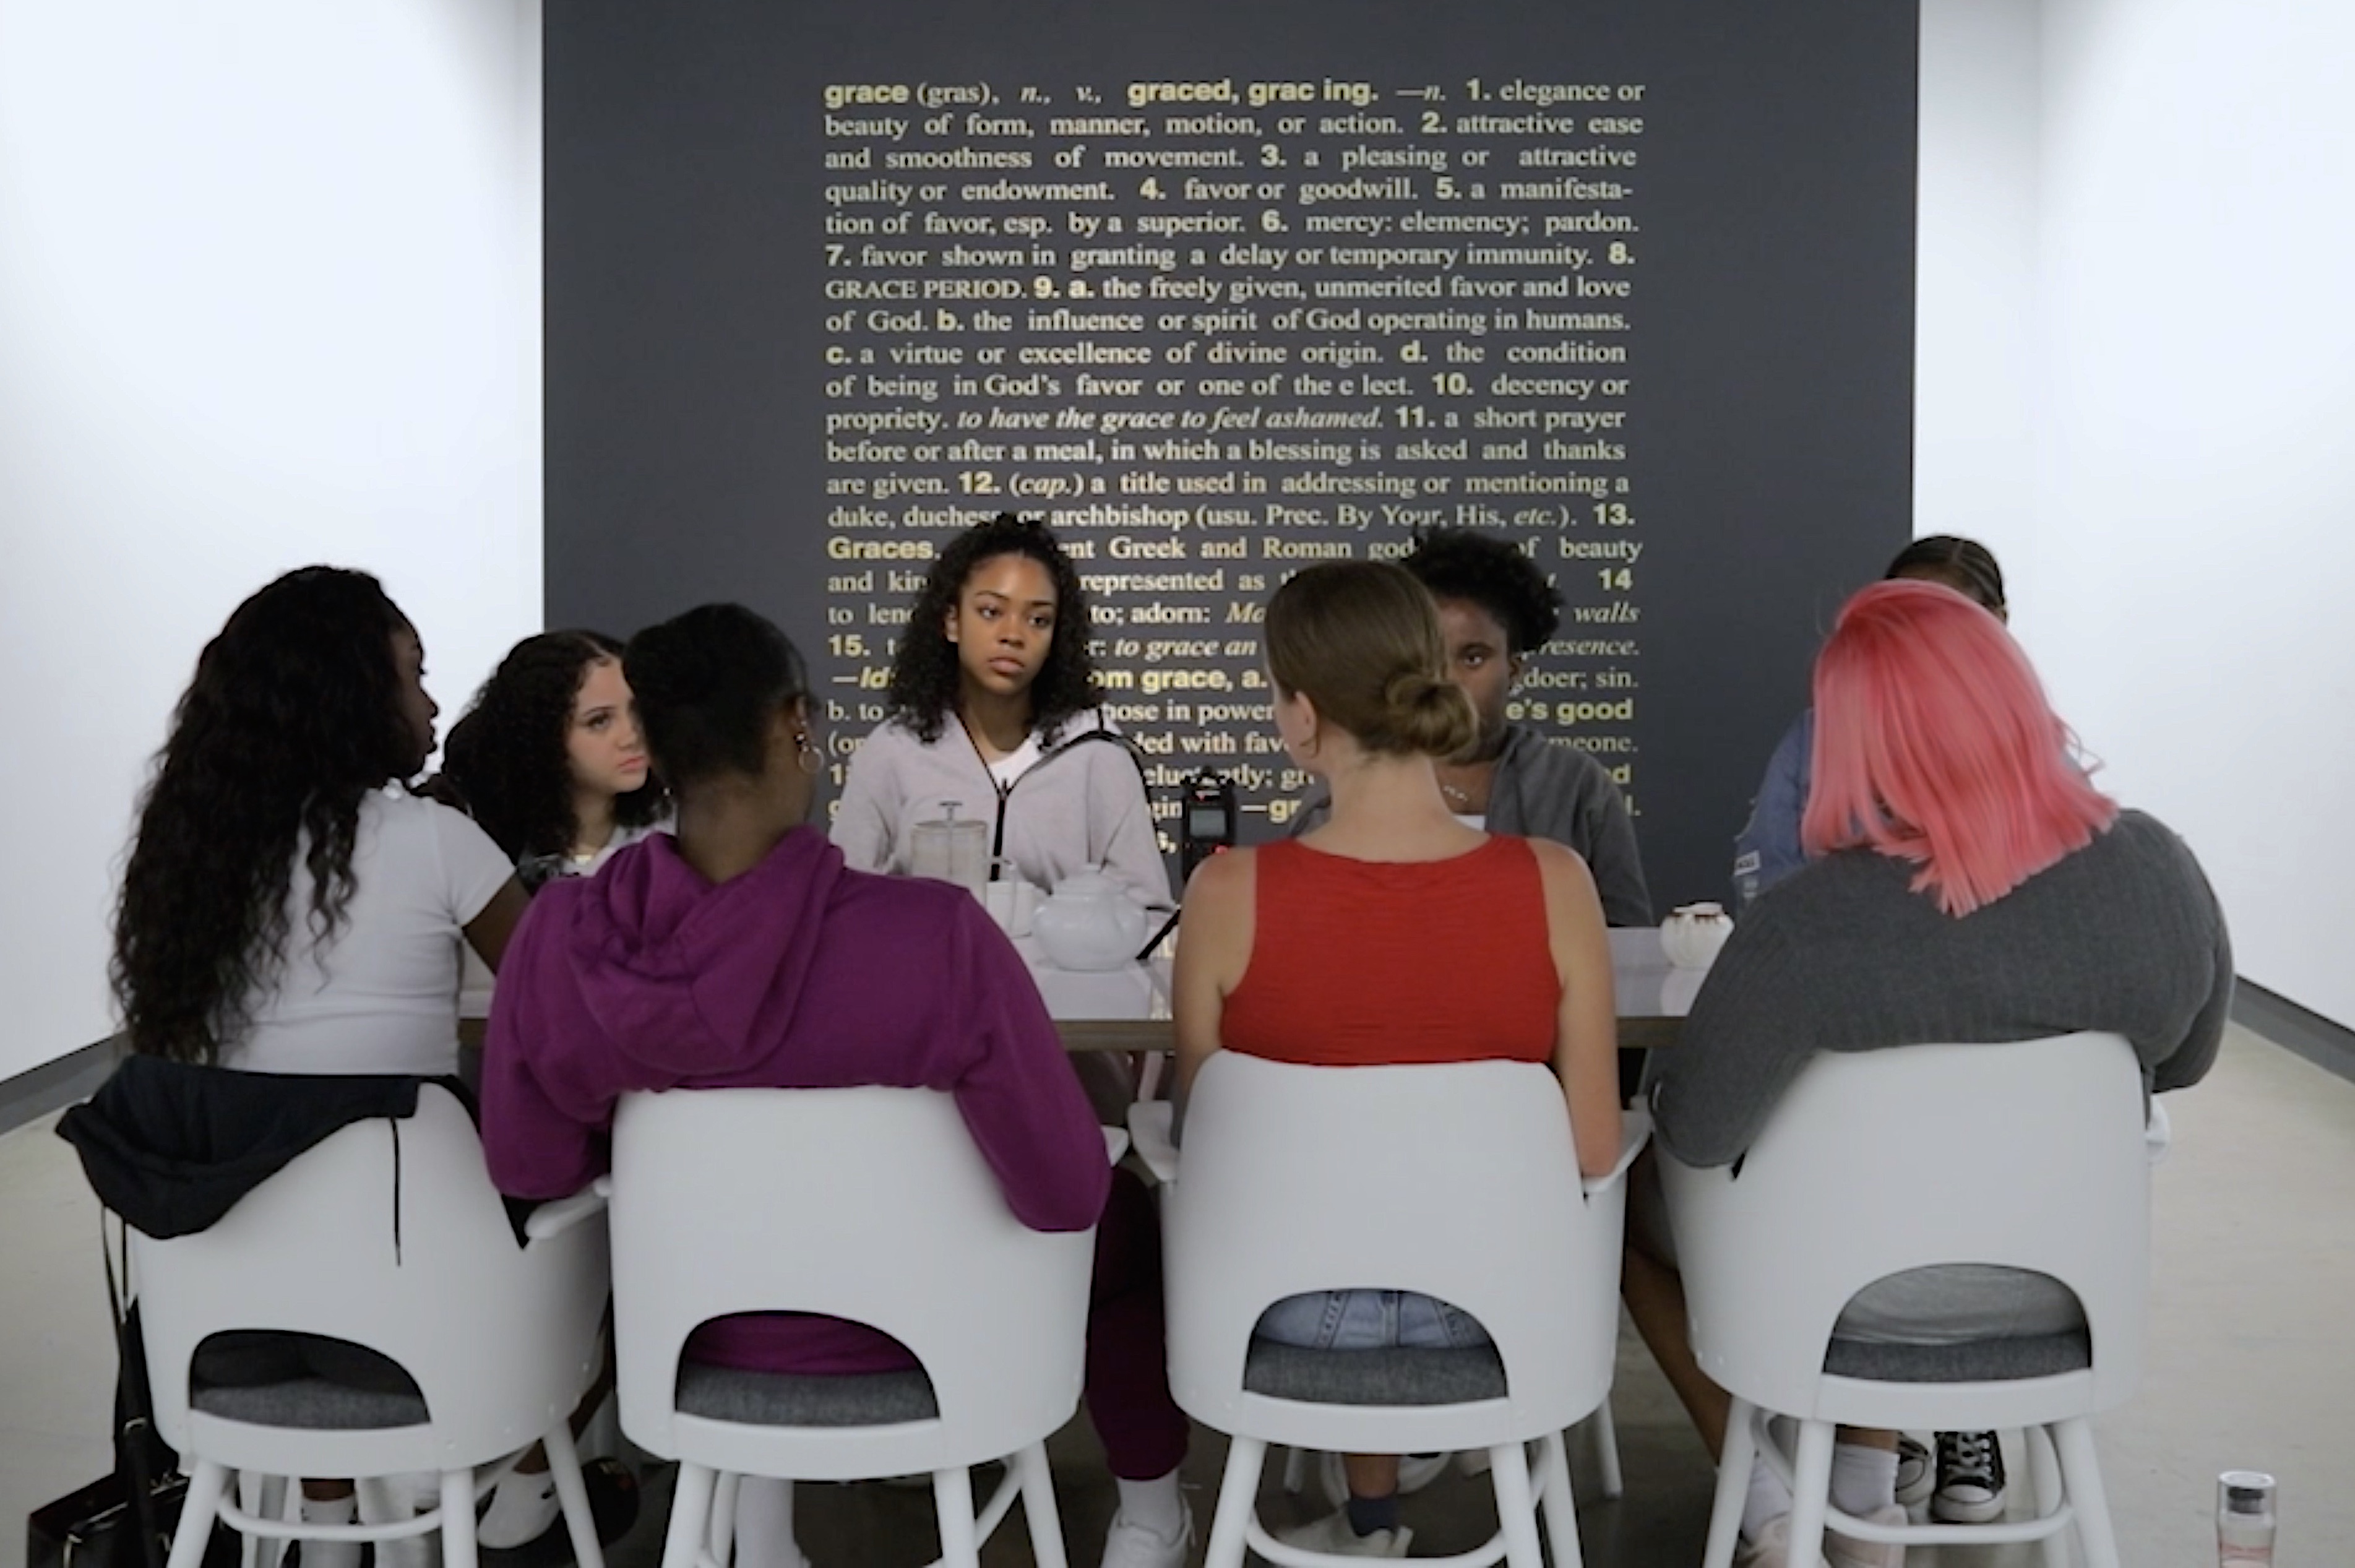 grace (gras), n., v., graced, grac ing. —n. 1. elegance or
beauty of form, manner, motion, or action. 2. attractive ease
and smoothness of movement. 3. a pleasing or attractive
quality or endowment. 4. favor or goodwill. 5. a manifesta-
tion of favor, esp. by a superior. 6. mercy: elemency; pardon.
7. favor shown in granting a delay or temporary immunity. 8.
GRACE PERIOD. 9. a. the freely given, unmerited favor and love
of God. b. the influence or spirit of God operating in humans.
c. a virtue or excellence of divine origin. d. the condition
of being in God's favor or one of the e lect. 10. decency or
propricty. to have the grace to feel ashamed. 11. a short prayer
before or after a meal, in which a blessing is asked and thanks
are given. 12. (cap.) a title used in addressing or mentioning a
duke, duchess or archbishop (usu. Prec. By Your, His, etc.). 13.
Graces. Greek and Roman of beauty
and represented as 14
to to; adorn: walls
15. to grace an
grace, a. sin.
b. to those in power good
with